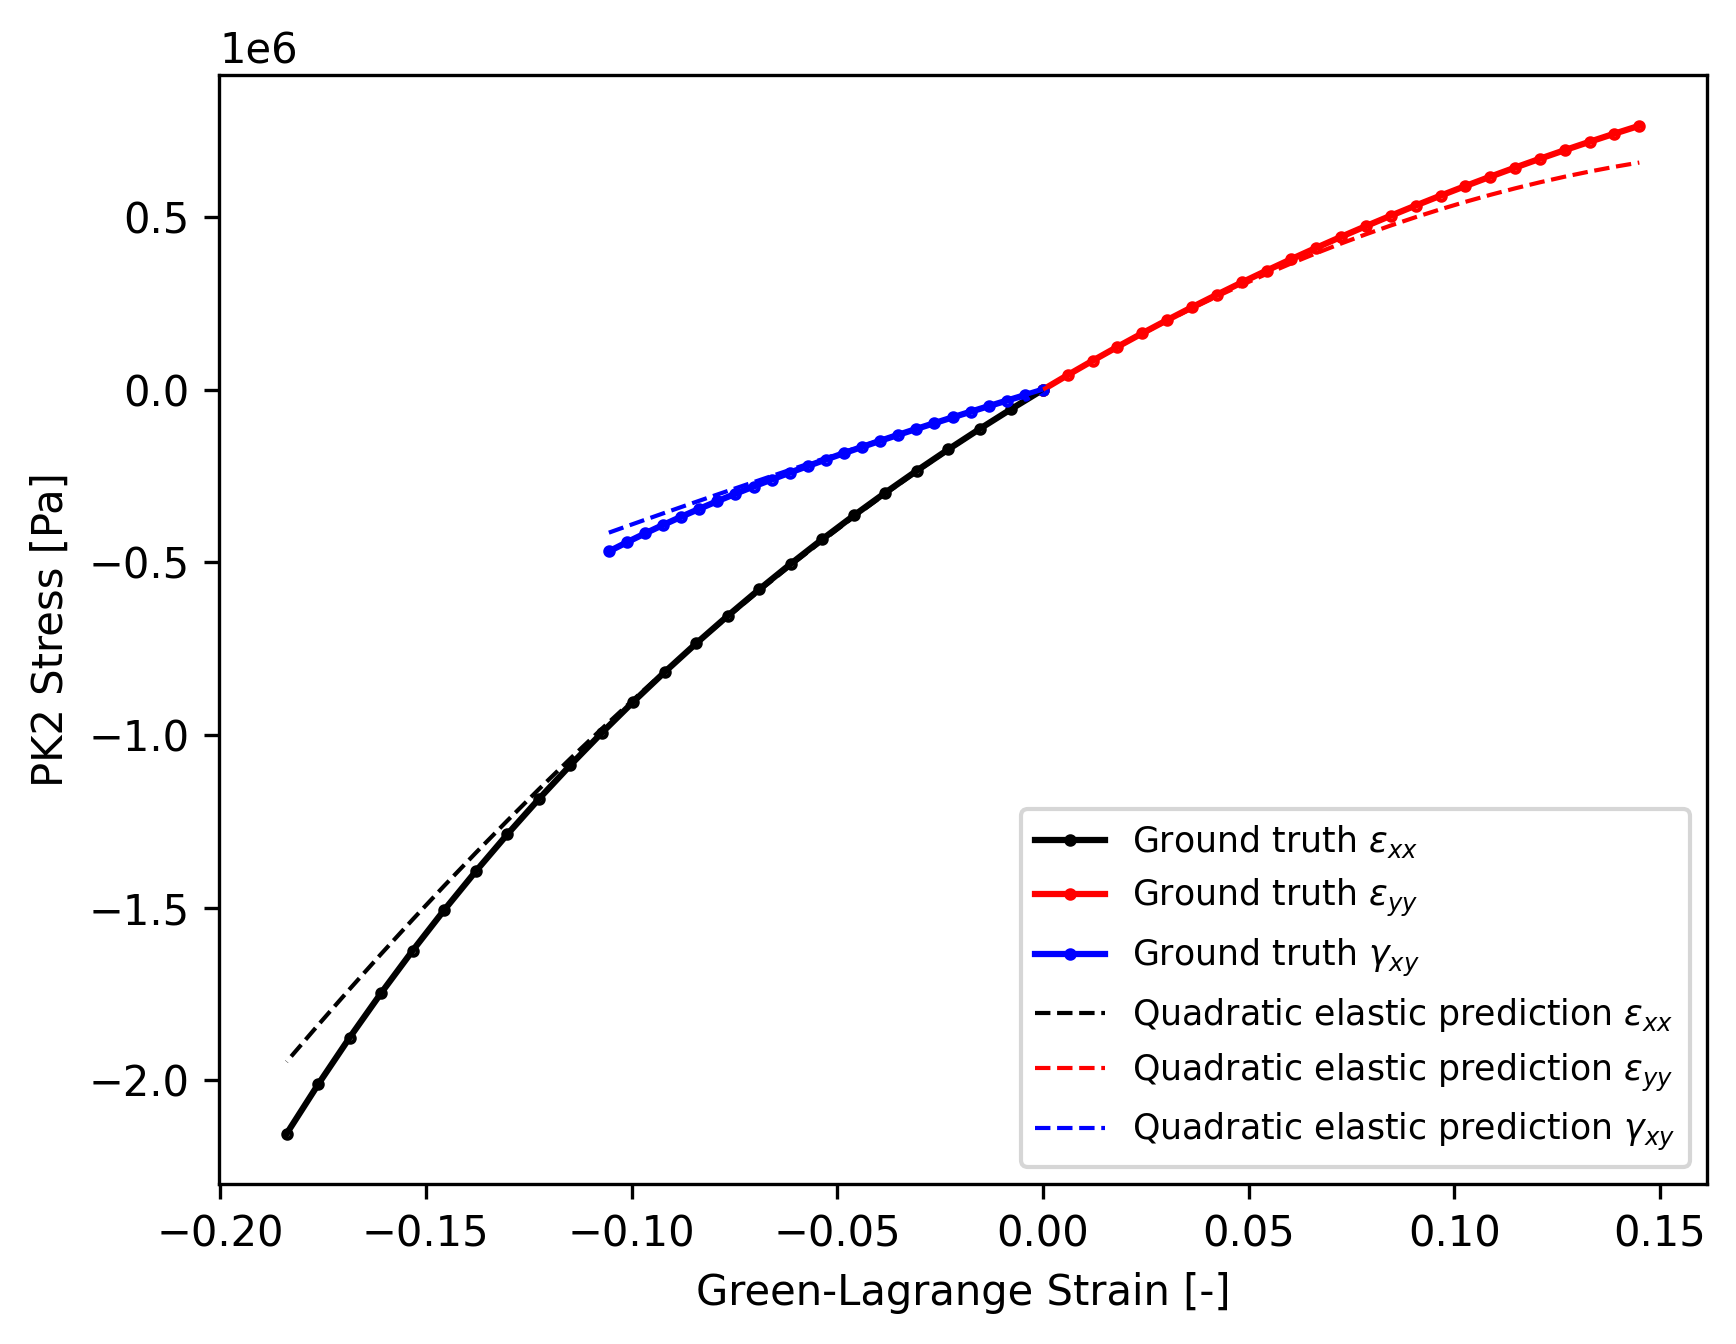 1e6
0.5
0.0
−0.5
−1.0
−1.5
−2.0
PK2 Stress [Pa]
Ground truth εxx
Ground truth εyy
Ground truth γxy
Quadratic elastic prediction εxx
Quadratic elastic prediction εyy
Quadratic elastic prediction γxy
−0.20 −0.15 −0.10 −0.05 0.00 0.05 0.10 0.15
Green-Lagrange Strain [-]